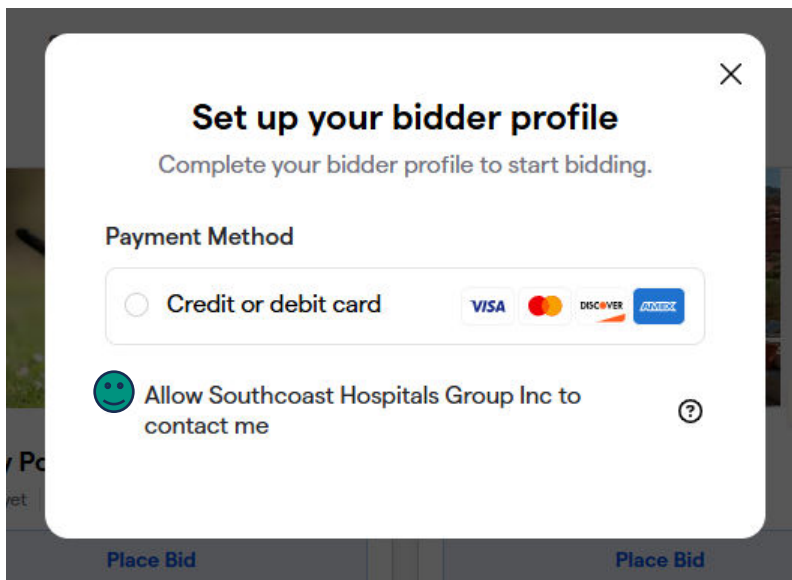 Set up your bidder profile
Complete your bidder profile to start bidding.
Payment Method
Credit or debit card
VISA
DISCOVER
AMEX
Allow Southcoast Hospitals Group Inc to
contact me
?
Place Bid
Place Bid